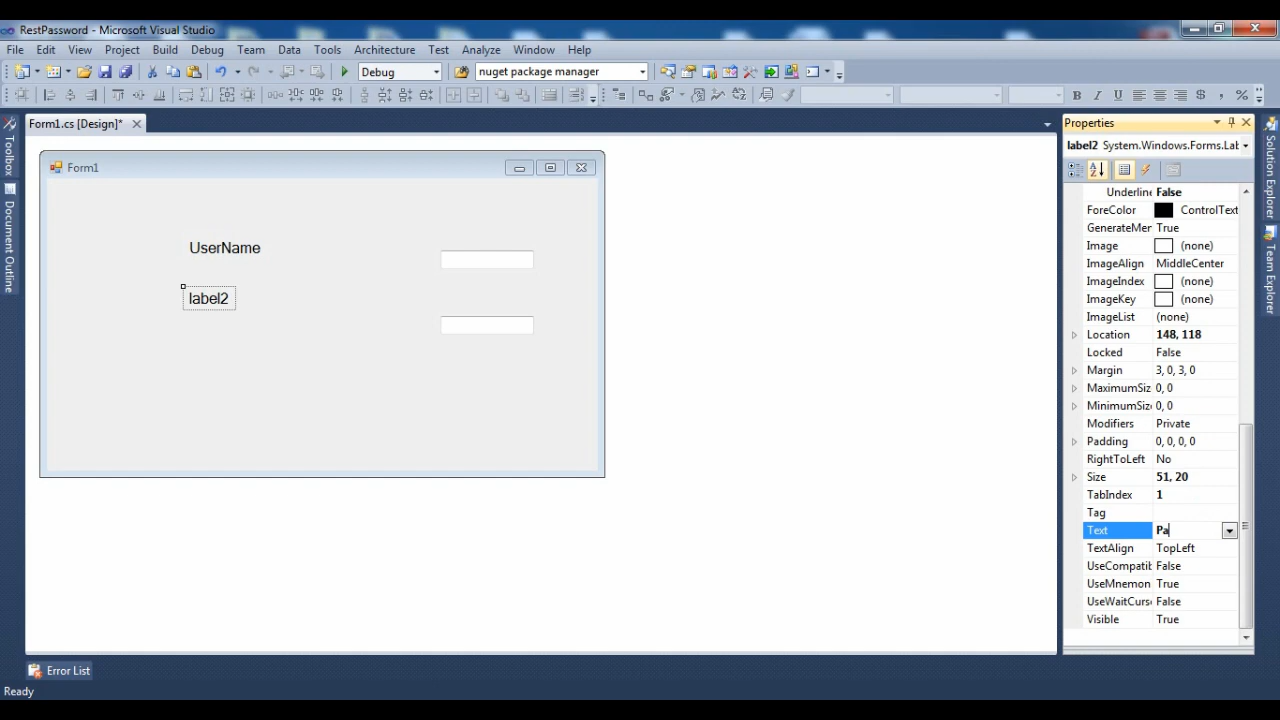 RestPassword - Microsoft Visual Studio
File Edit View Project Build Debug Team Data Tools Architecture Test Analyze Window Help
Debug nuget package manager
Form1.cs [Design]*
Toolbox
Document Outline
Form1
UserName
label2
Properties
label2 System.Windows.Forms.Lab
Underline False
ForeColor ControlText
GenerateMer True
Image (none)
ImageAlign MiddleCenter
ImageIndex (none)
ImageKey (none)
ImageList (none)
Location 148, 118
Locked False
Margin 3, 0, 3, 0
MaximumSiz 0, 0
MinimumSize 0, 0
Modifiers Private
Padding 0, 0, 0, 0
RightToLeft No
Size 51, 20
TabIndex 1
Tag
Text Pa
TextAlign TopLeft
UseCompatib False
UseMnemon True
UseWaitCurs False
Visible True
Solution Explorer
Team Explorer
Error List
Ready